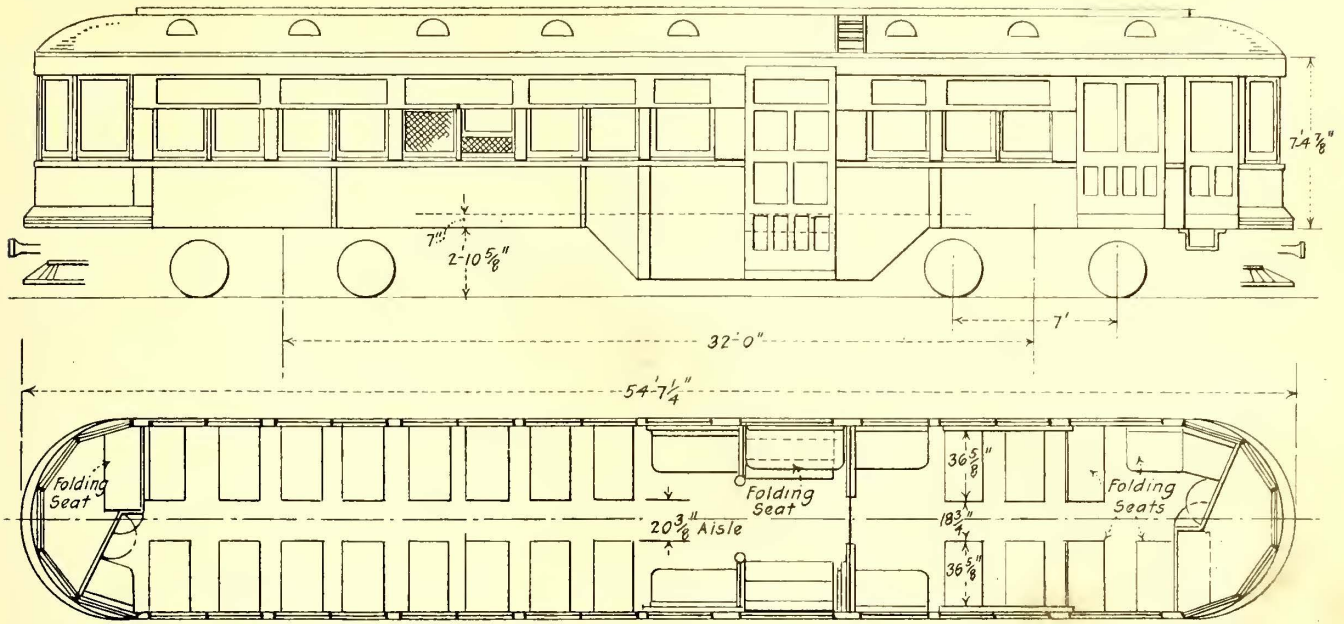 7'4 7/8"
7"
2-10 5/8"
7'
32'-0"
54'-7 1/4"
Folding
Seat
20 3/8" Aisle
Folding
Seat
36 5/8"
18 3/4"
36 5/8"
Folding
Seats